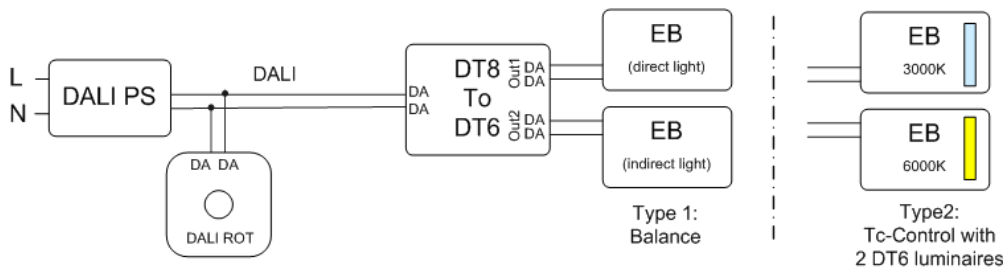 L
N
DALI PS
DALI
DA DA
DALI ROT
DA
DA
DT8
To
DT6
Out1
DA
DA
Out2
DA
DA
EB
(direct light)
EB
(indirect light)
Type 1:
Balance
EB
3000K
EB
6000K
Type2:
Tc-Control with
2 DT6 luminaires